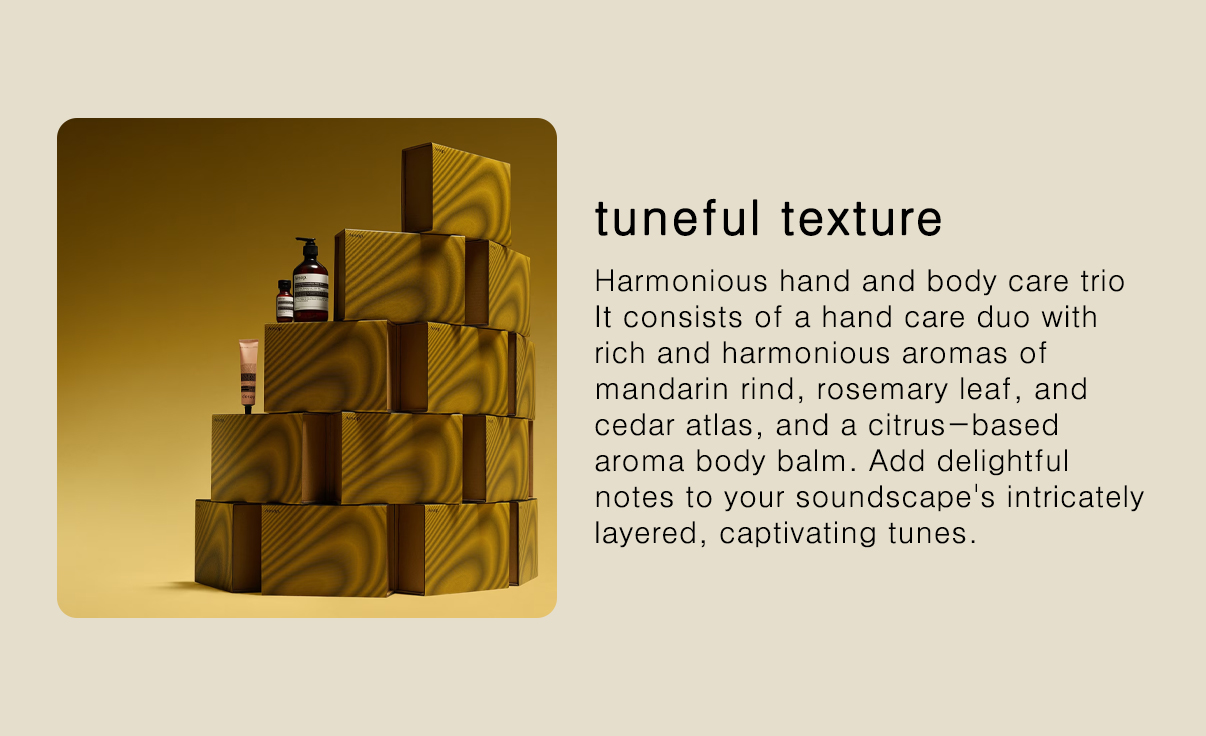 tuneful texture
Harmonious hand and body care trio
It consists of a hand care duo with
rich and harmonious aromas of
mandarin rind, rosemary leaf, and
cedar atlas, and a citrus–based
aroma body balm. Add delightful
notes to your soundscape's intricately
layered, captivating tunes.